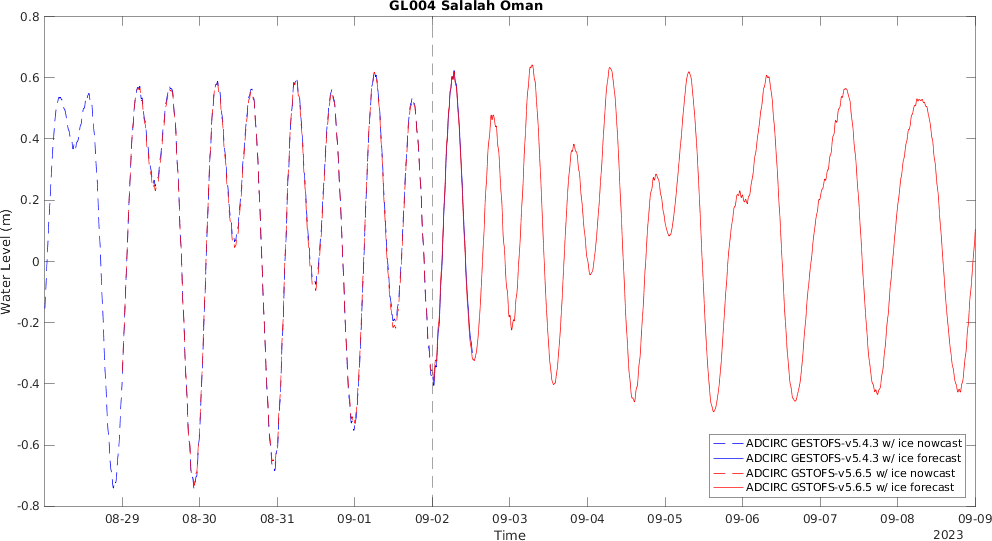 GL004 Salalah Oman
0.8
0.6
0.4
0.2
0
-0.2
-0.4
-0.6
-0.8
Water Level (m)
ADCIRC GESTOFS-v5.4.3 w/ ice nowcast
ADCIRC GESTOFS-v5.4.3 w/ ice forecast
ADCIRC GSTOFS-v5.6.5 w/ ice nowcast
ADCIRC GSTOFS-v5.6.5 w/ ice forecast
08-29 08-30 08-31 09-01 09-02 09-03 09-04 09-05 09-06 09-07 09-08 09-09
Time
2023